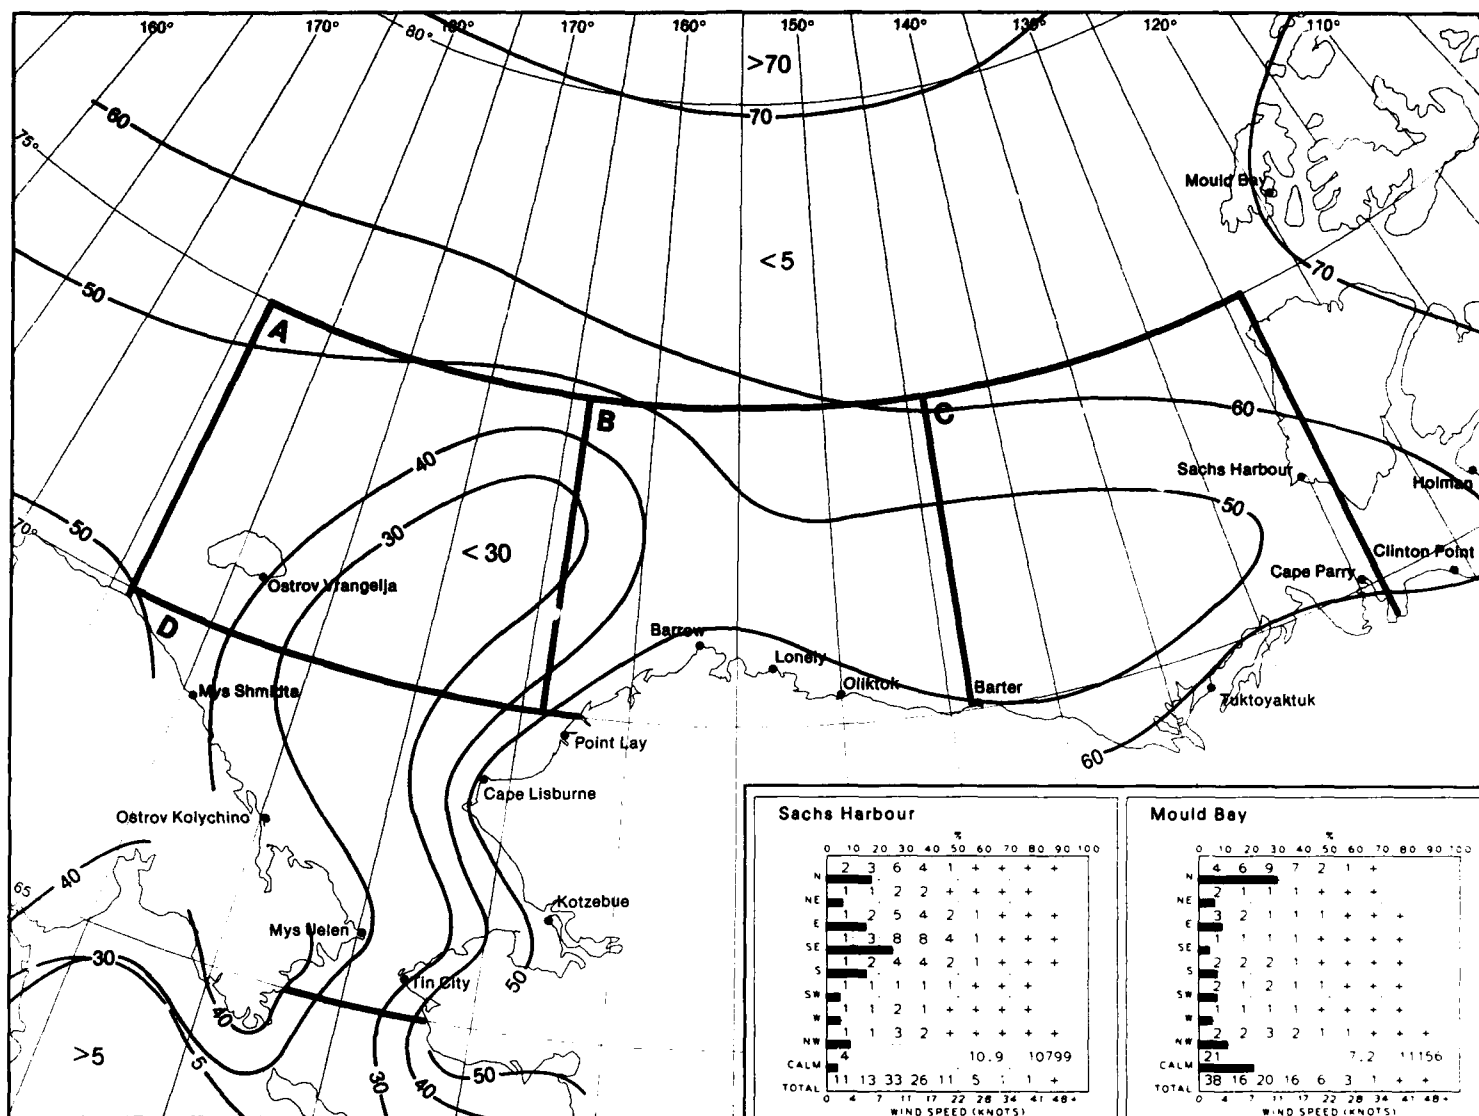 160° 170° 180° 170° 160° 150° 140° 130° 120° 110°
80°
>70
70
60
75°
Mould Bay
<5
70
50
A
B
C
60
40
Sachs Harbour
Holman
50
30
<30
50
70°
Ostrov Vrangelja
Clinton Point
Cape Parry
D
Barrow
Lonely
Oliktok
Barter
Mys Shmidta
Tuktoyaktuk
Point Lay
60
Cape Lisburne
Ostrov Kolychino
40
65
Kotzebue
Mys Uelen
30
Tin City
50
40
>5
5
30
40
50
Sachs Harbour
%
0 10 20 30 40 50 60 70 80 90 100
N 2 3 6 4 1 + + + +
NE 1 1 2 2 + + + +
E 1 2 5 4 2 1 + + +
SE 1 3 8 8 4 1 + + +
S 1 2 4 4 2 1 + + +
SW 1 1 1 1 1 + + +
W 1 1 2 1 + + +
NW 1 1 3 2 + + + + +
CALM 4 10.9 10799
TOTAL 11 13 33 26 11 5 1 1 +
0 4 7 11 17 22 28 34 41 48+
WIND SPEED (KNOTS)
Mould Bay
%
0 10 20 30 40 50 60 70 80 90 100
N 4 6 9 7 2 1 +
NE 2 1 1 1 + + +
E 3 2 1 1 1 + + +
SE 1 1 1 1 + + + +
S 2 2 2 1 + + + +
SW 2 1 2 1 + + + +
W 1 1 1 1 + + +
NW 2 2 3 2 1 1 + + +
CALM 21 7.2 11156
TOTAL 38 16 20 16 6 3 1 + +
0 4 7 11 17 22 28 34 41 48+
WIND SPEED (KNOTS)